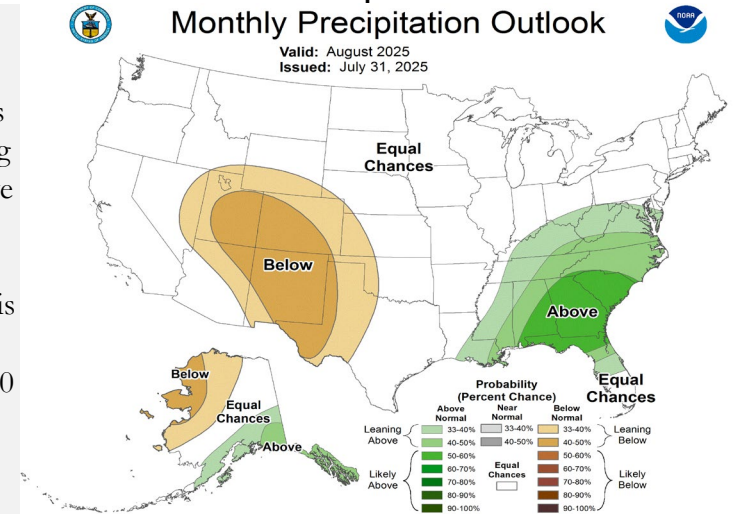 Monthly Precipitation Outlook
Valid: August 2025
Issued: July 31, 2025
NOAA
s
g
e
is
0
Equal
Chances
Below
Above
Equal
Chances
Below
Equal
Chances
Above
Probability
(Percent Chance)
Above
Normal
Near
Normal
Below
Normal
Leaning
Above
33-40%
33-40%
33-40%
Leaning
Below
40-50%
40-50%
40-50%
Likely
Above
50-60%
50-60%
Likely
Below
60-70%
60-70%
70-80%
70-80%
80-90%
80-90%
90-100%
90-100%
Equal
Chances